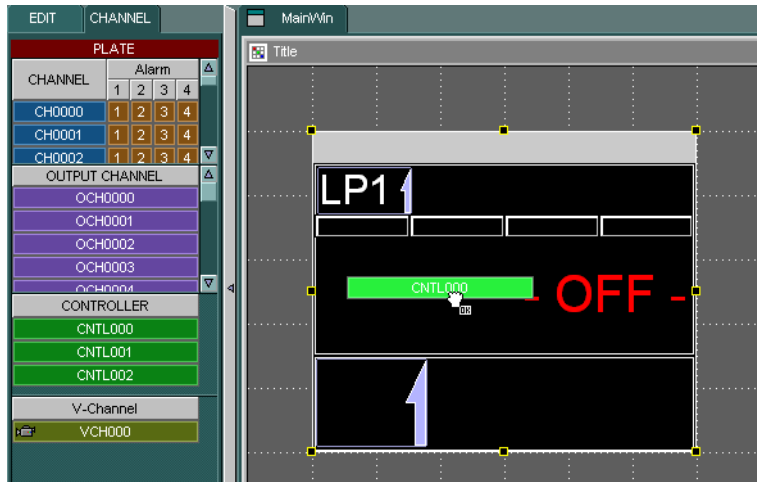 EDIT CHANNEL
PLATE
CHANNEL Alarm
1 2 3 4
CH0000 1 2 3 4
CH0001 1 2 3 4
CH0002 1 2 3 4
OUTPUT CHANNEL
OCH0000
OCH0001
OCH0002
OCH0003
OCH0004
CONTROLLER
CNTL000
CNTL001
CNTL002
V-Channel
VCH000
MainWin
Title
LP1
CNTL000
OK
- OFF -